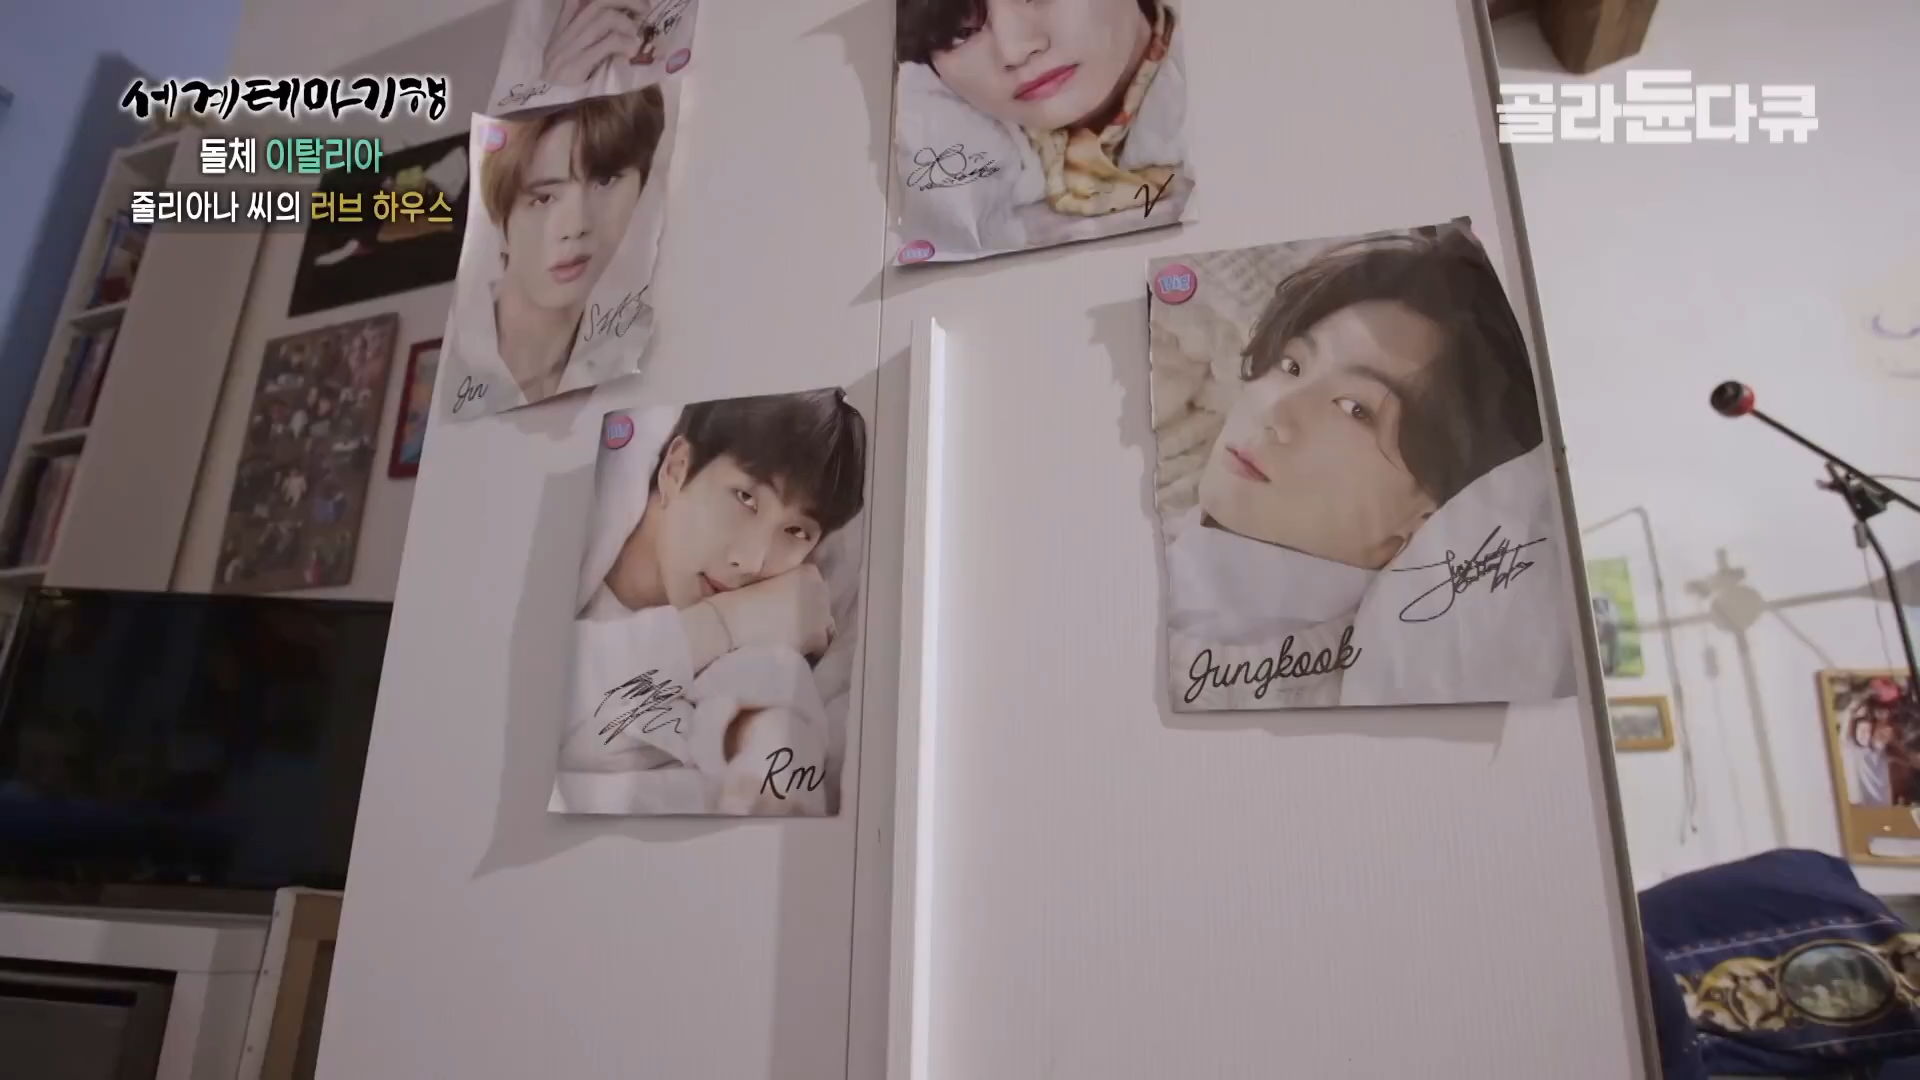 세계테마기행
돌체 이탈리아
줄리아나 씨의 러브 하우스
골라듄다큐
Suga
Jin
V
Rm
Jungkook